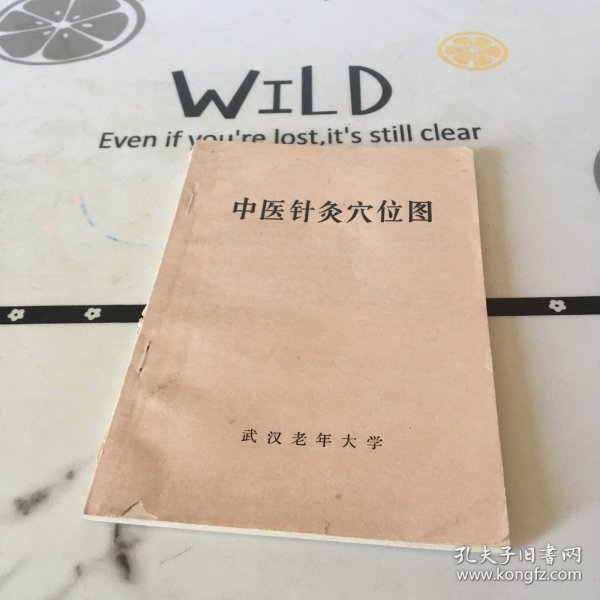 WILD
Even if you're lost,it's still clear
中医针灸穴位图
武汉老年大学
孔夫子旧书网
www.kongfz.com